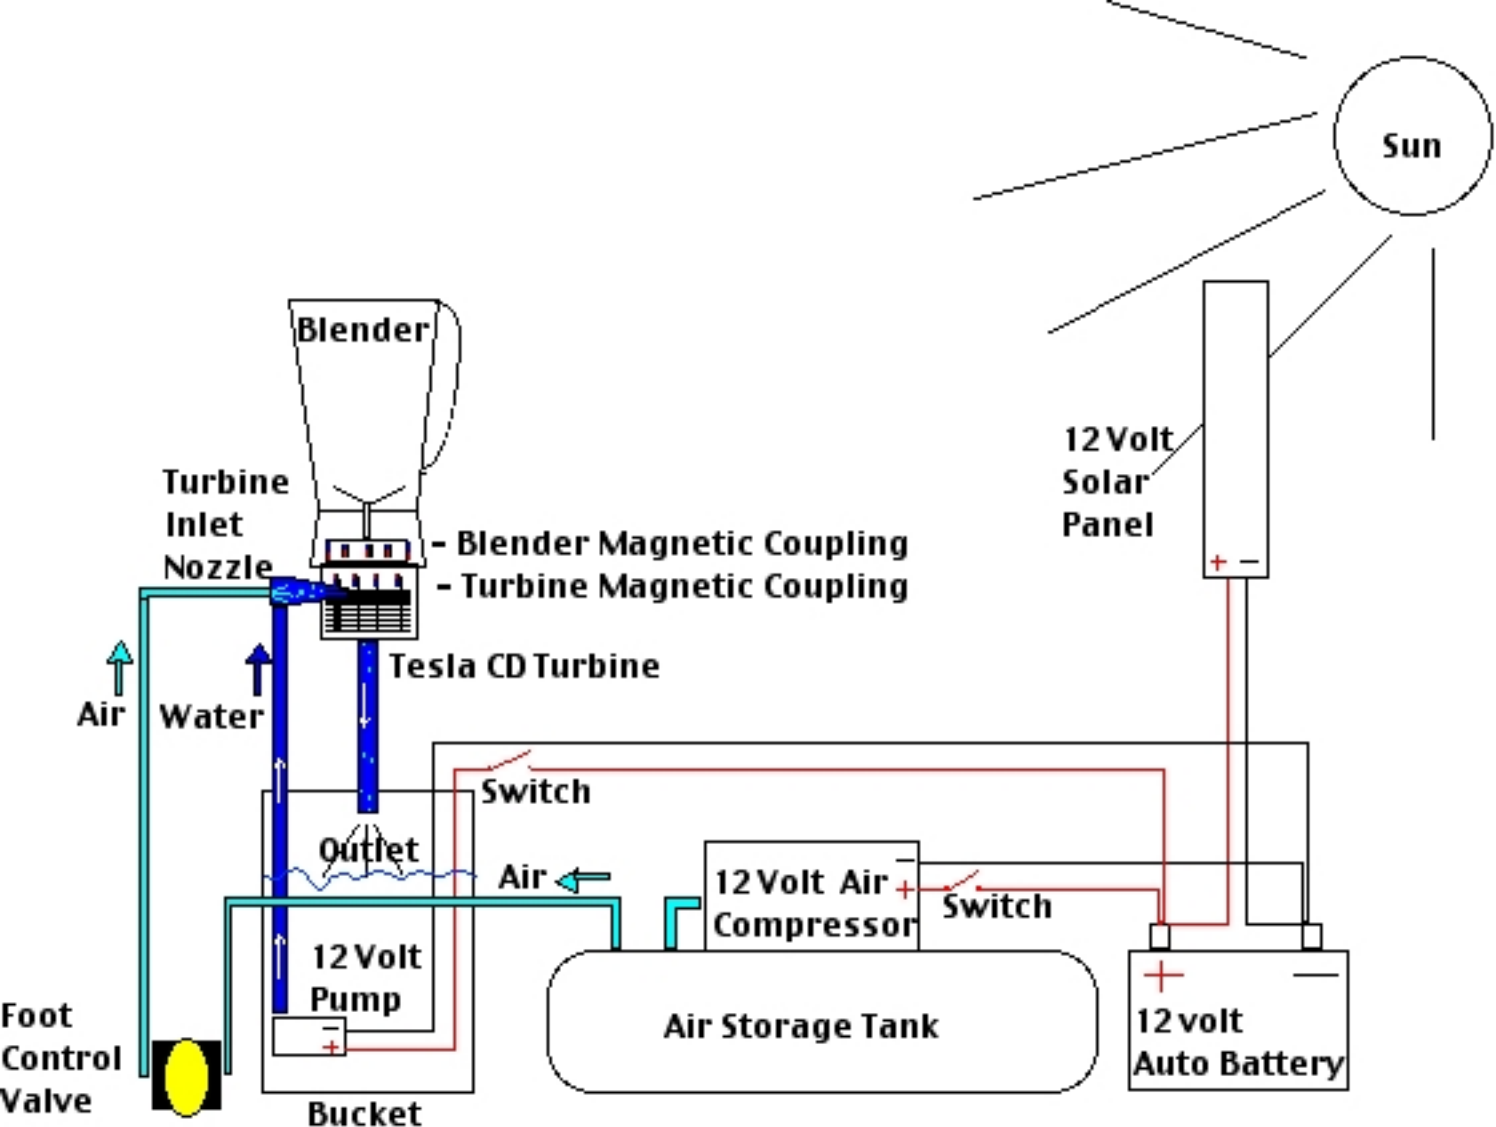 Sun
Blender
12 Volt
Solar
Panel
+ −
Turbine
Inlet
Nozzle
- Blender Magnetic Coupling
- Turbine Magnetic Coupling
Tesla CD Turbine
Air
Water
Switch
Outlet
Air
12 Volt Air −
Compressor +
Switch
12 Volt
Pump
−
+
Foot
Control
Valve
Bucket
Air Storage Tank
+ −
12 volt
Auto Battery